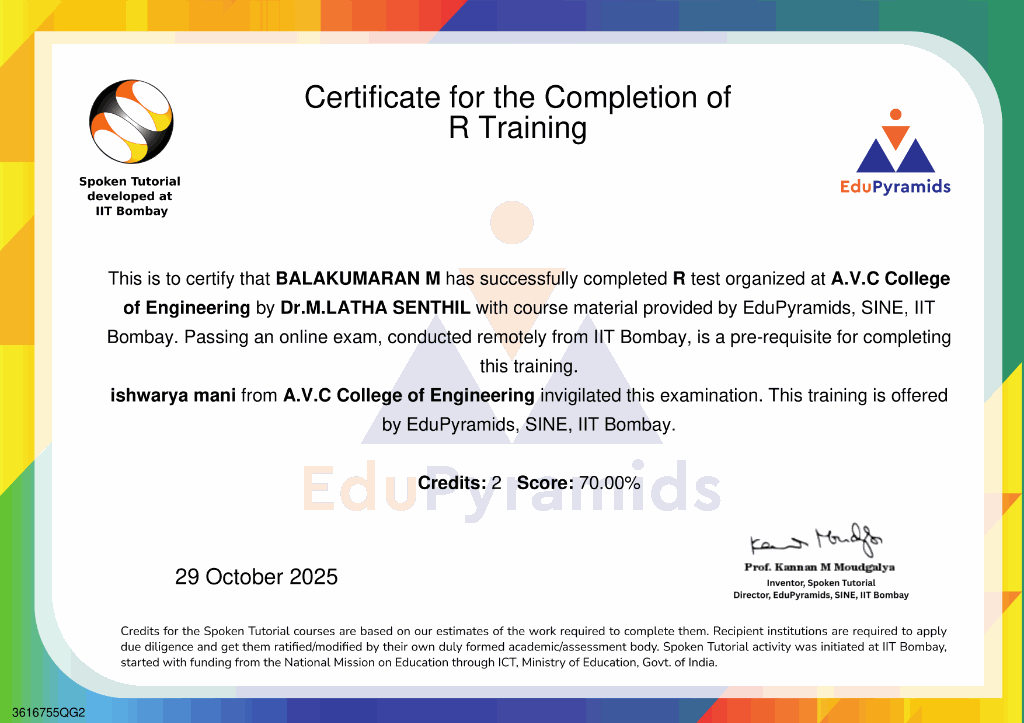 Certificate for the Completion of
R Training
Spoken Tutorial
developed at
IIT Bombay
EduPyramids
This is to certify that BALAKUMARAN M has successfully completed R test organized at A.V.C College
of Engineering by Dr.M.LATHA SENTHIL with course material provided by EduPyramids, SINE, IIT
Bombay. Passing an online exam, conducted remotely from IIT Bombay, is a pre-requisite for completing
this training.
ishwarya mani from A.V.C College of Engineering invigilated this examination. This training is offered
by EduPyramids, SINE, IIT Bombay.
EduPyramids
Credits: 2 Score: 70.00%
29 October 2025
Prof. Kannan M Moudgalya
Inventor, Spoken Tutorial
Director, EduPyramids, SINE, IIT Bombay
Credits for the Spoken Tutorial courses are based on our estimates of the work required to complete them. Recipient institutions are required to apply
due diligence and get them ratified/modified by their own duly formed academic/assessment body. Spoken Tutorial activity was initiated at IIT Bombay,
started with funding from the National Mission on Education through ICT, Ministry of Education, Govt. of India.
3616755QG2